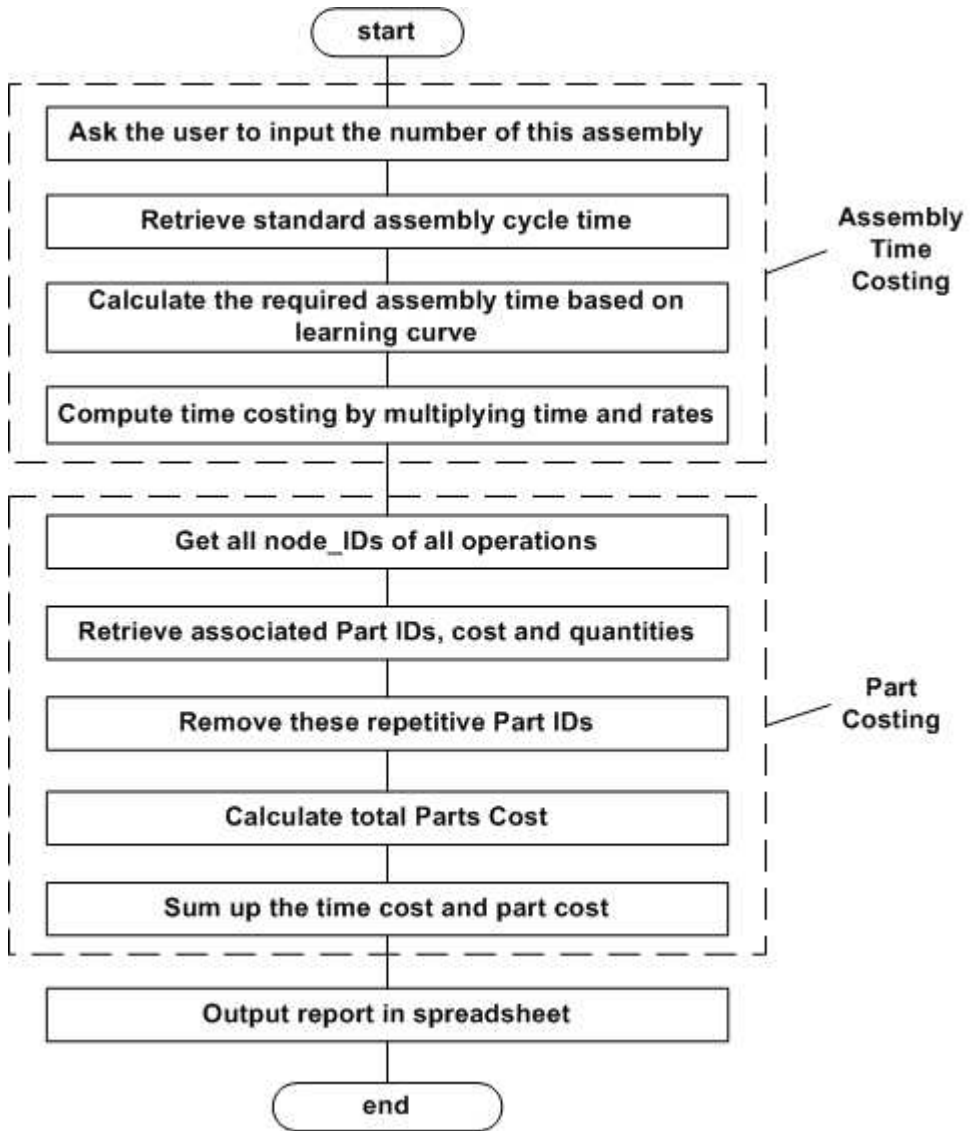 start
Ask the user to input the number of this assembly
Retrieve standard assembly cycle time
Calculate the required assembly time based on
learning curve
Compute time costing by multiplying time and rates
Assembly
Time
Costing
Get all node_IDs of all operations
Retrieve associated Part IDs, cost and quantities
Remove these repetitive Part IDs
Calculate total Parts Cost
Sum up the time cost and part cost
Part
Costing
Output report in spreadsheet
end